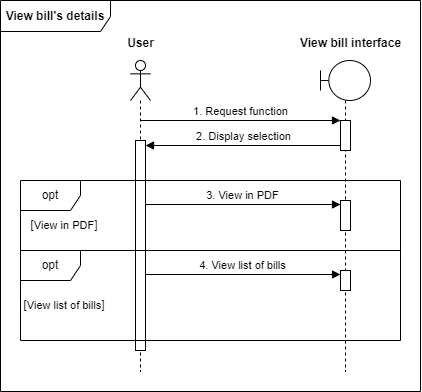 View bill's details
User
View bill interface
1. Request function
2. Display selection
opt
3. View in PDF
[View in PDF]
opt
4. View list of bills
[View list of bills]